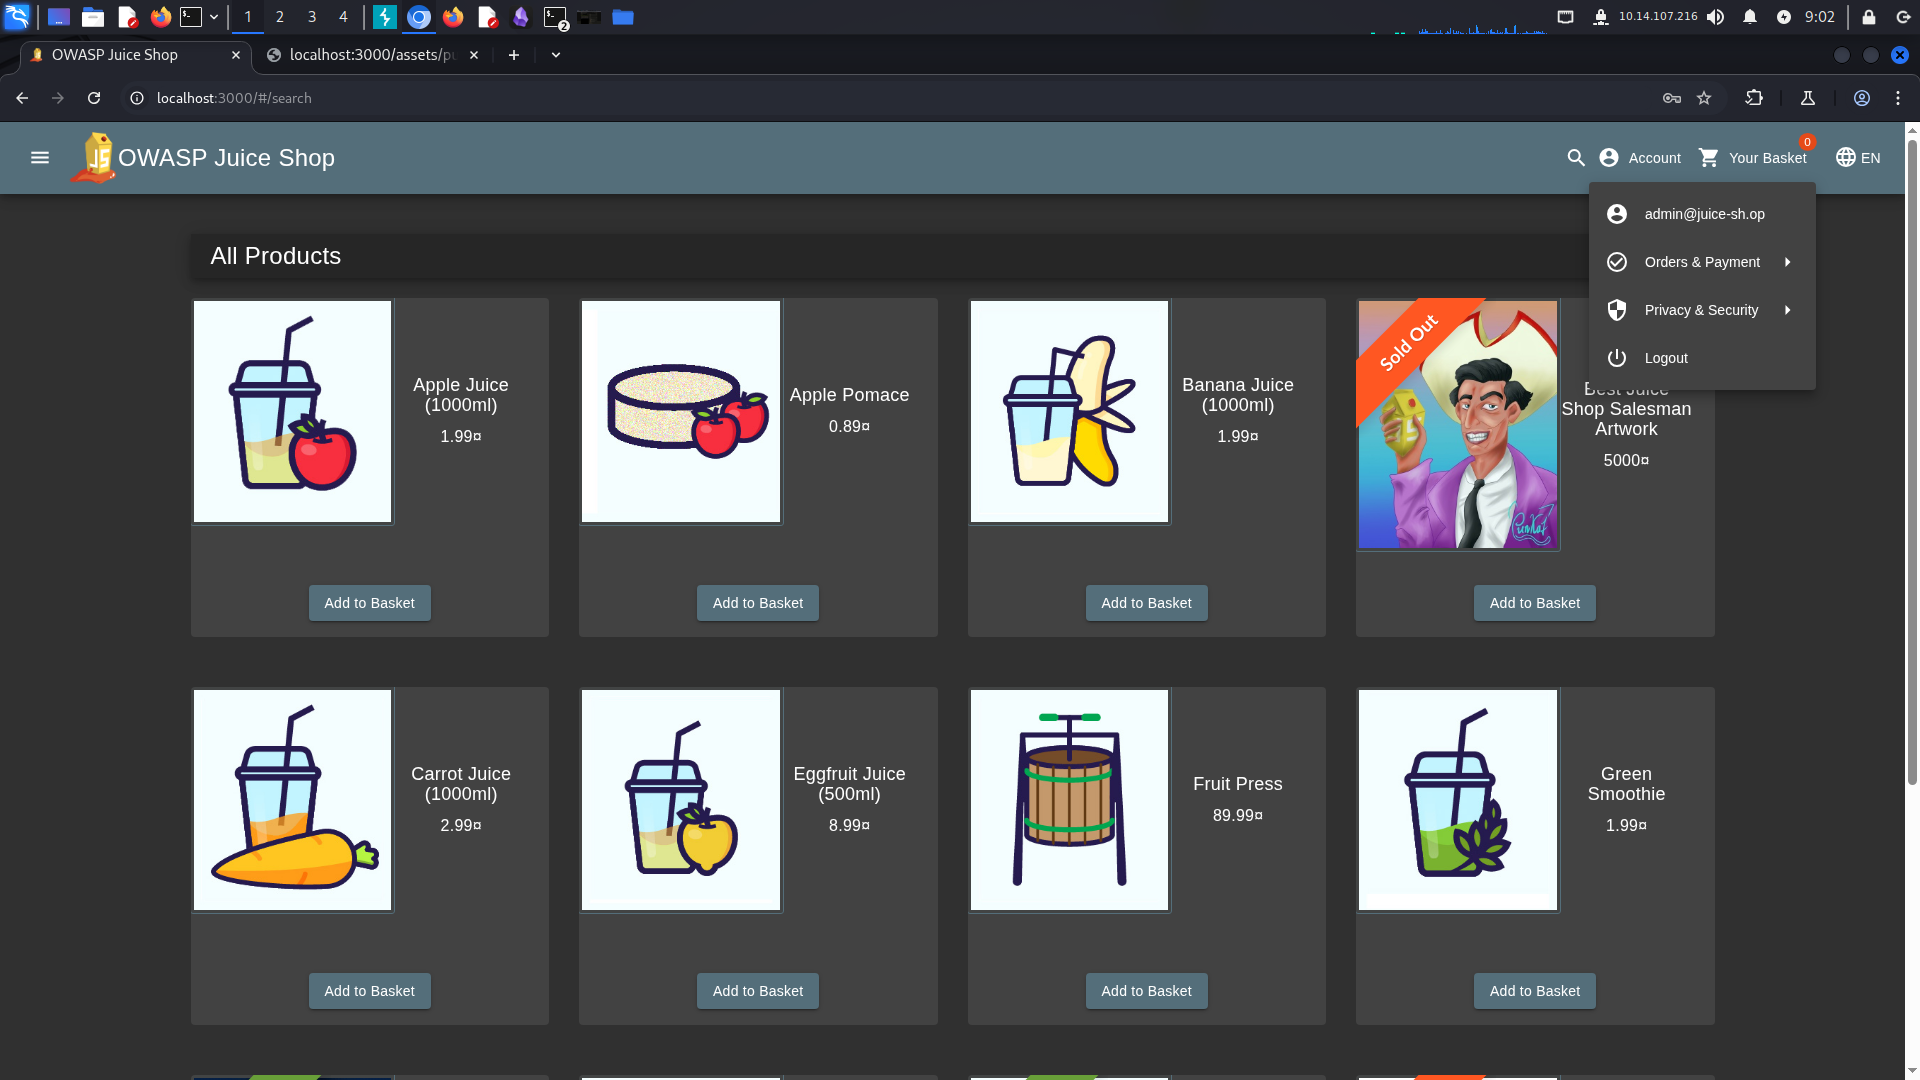 1 2 3 4
2
10.14.107.216
9:02
OWASP Juice Shop
localhost:3000/assets/pu
localhost:3000/#/search
JS
OWASP Juice Shop
Account
Your Basket
0
EN
admin@juice-sh.op
Orders & Payment
Privacy & Security
Logout
All Products
Apple Juice
(1000ml)
1.99¤
Add to Basket
Apple Pomace
0.89¤
Add to Basket
Banana Juice
(1000ml)
1.99¤
Add to Basket
Sold Out
Best Juice
Shop Salesman
Artwork
5000¤
Add to Basket
Carrot Juice
(1000ml)
2.99¤
Add to Basket
Eggfruit Juice
(500ml)
8.99¤
Add to Basket
Fruit Press
89.99¤
Add to Basket
Green
Smoothie
1.99¤
Add to Basket